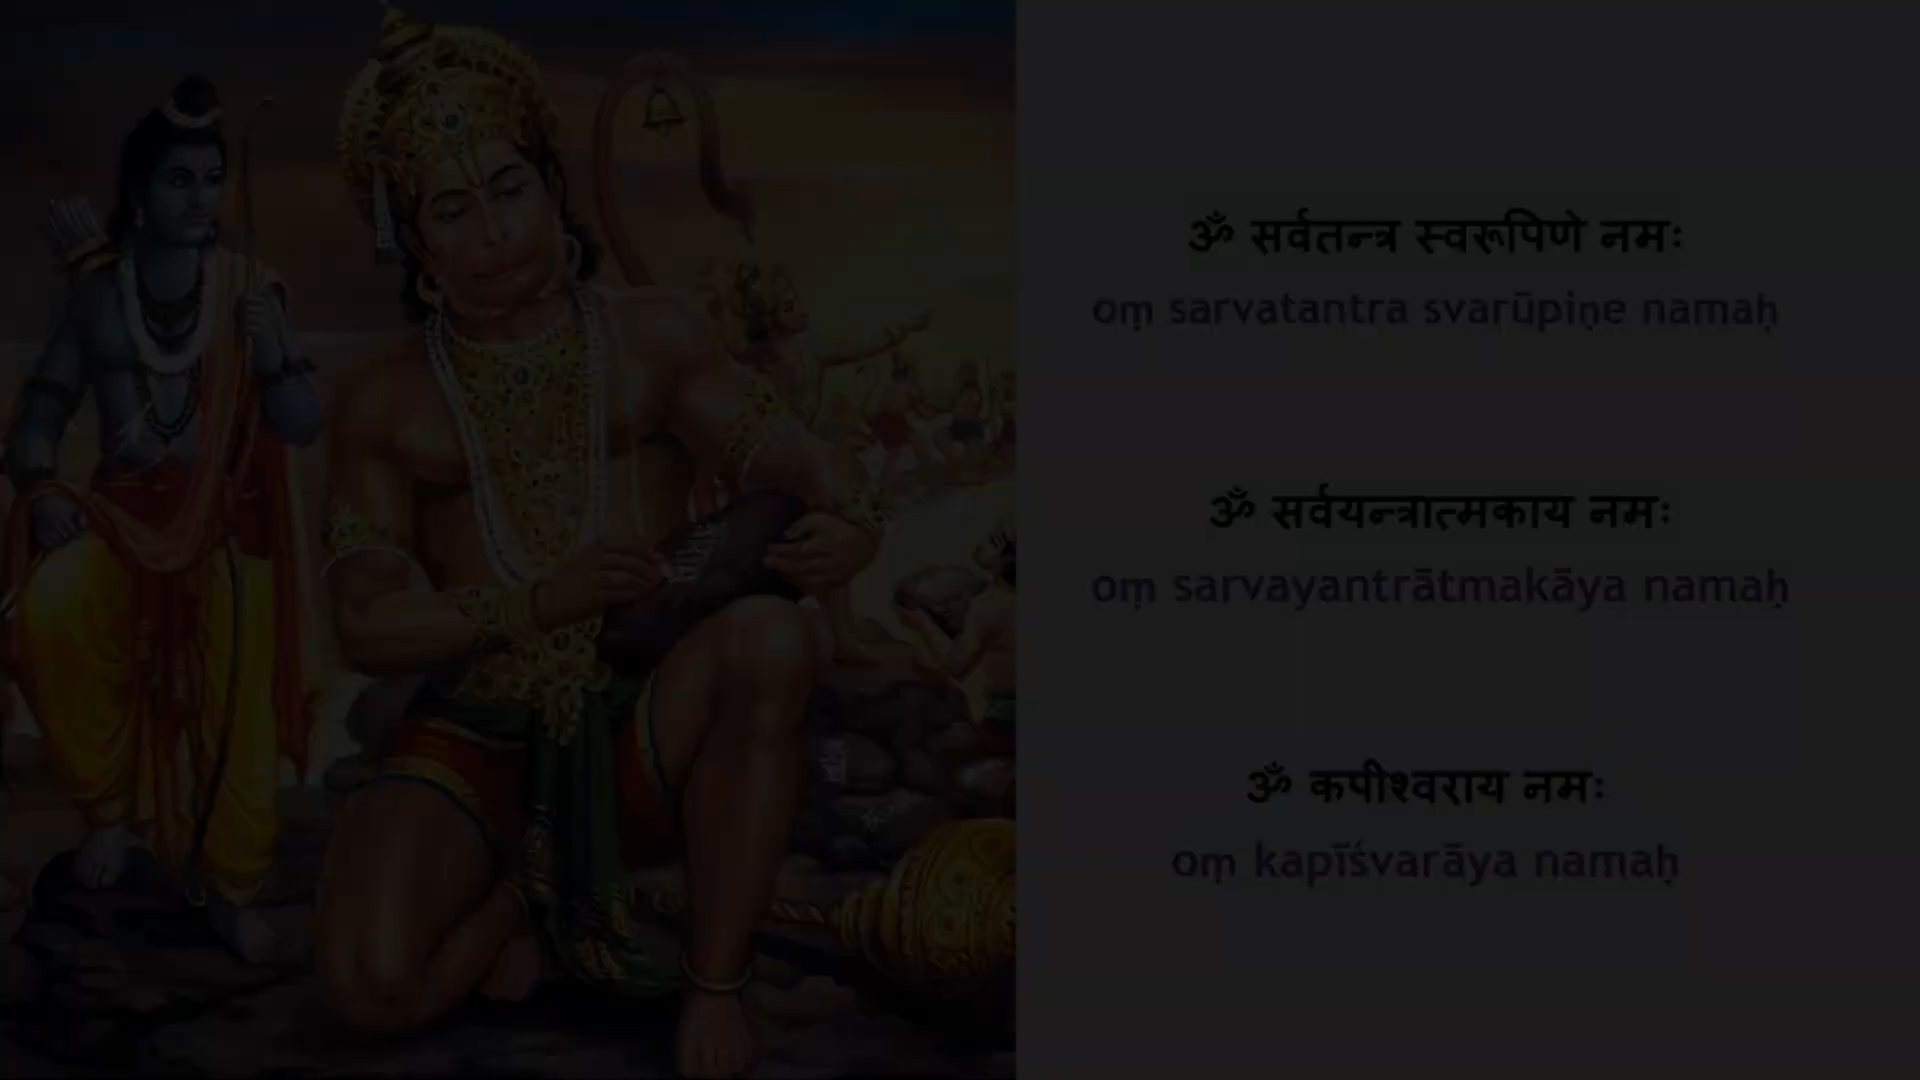 ॐ सर्वतन्त्र स्वरूपिणे नमः
oṃ sarvatantra svarūpiṇe namaḥ
ॐ सर्वयन्त्रात्मकाय नमः
oṃ sarvayantrātmakāya namaḥ
ॐ कपीश्वराय नमः
oṃ kapīśvarāya namaḥ